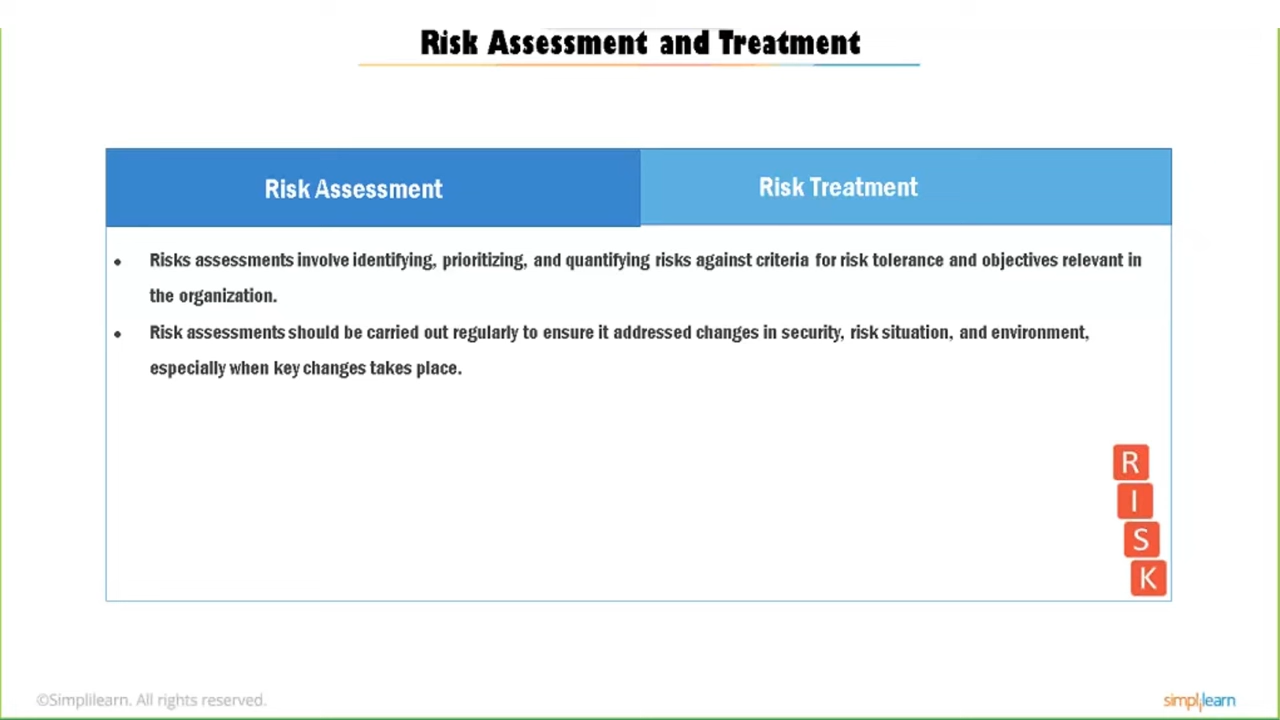 Risk Assessment and Treatment
Risk Assessment
Risk Treatment
• Risks assessments involve identifying, prioritizing, and quantifying risks against criteria for risk tolerance and objectives relevant in
the organization.
• Risk assessments should be carried out regularly to ensure it addressed changes in security, risk situation, and environment,
especially when key changes takes place.
R
I
S
K
©Simplilearn. All rights reserved.
simplilearn